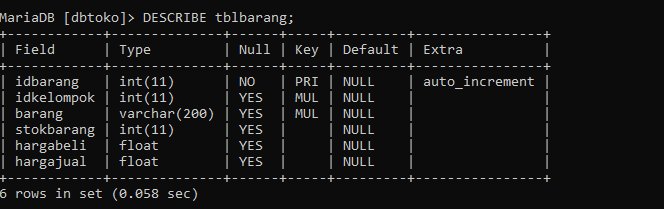 MariaDB [dbtoko]> DESCRIBE tblbarang;
+------------+--------------+------+-----+---------+----------------+
| Field      | Type         | Null | Key | Default | Extra          |
+------------+--------------+------+-----+---------+----------------+
| idbarang   | int(11)      | NO   | PRI | NULL    | auto_increment |
| idkelompok | int(11)      | YES  | MUL | NULL    |                |
| barang     | varchar(200) | YES  | MUL | NULL    |                |
| stokbarang | int(11)      | YES  |     | NULL    |                |
| hargabeli  | float        | YES  |     | NULL    |                |
| hargajual  | float        | YES  |     | NULL    |                |
+------------+--------------+------+-----+---------+----------------+
6 rows in set (0.058 sec)